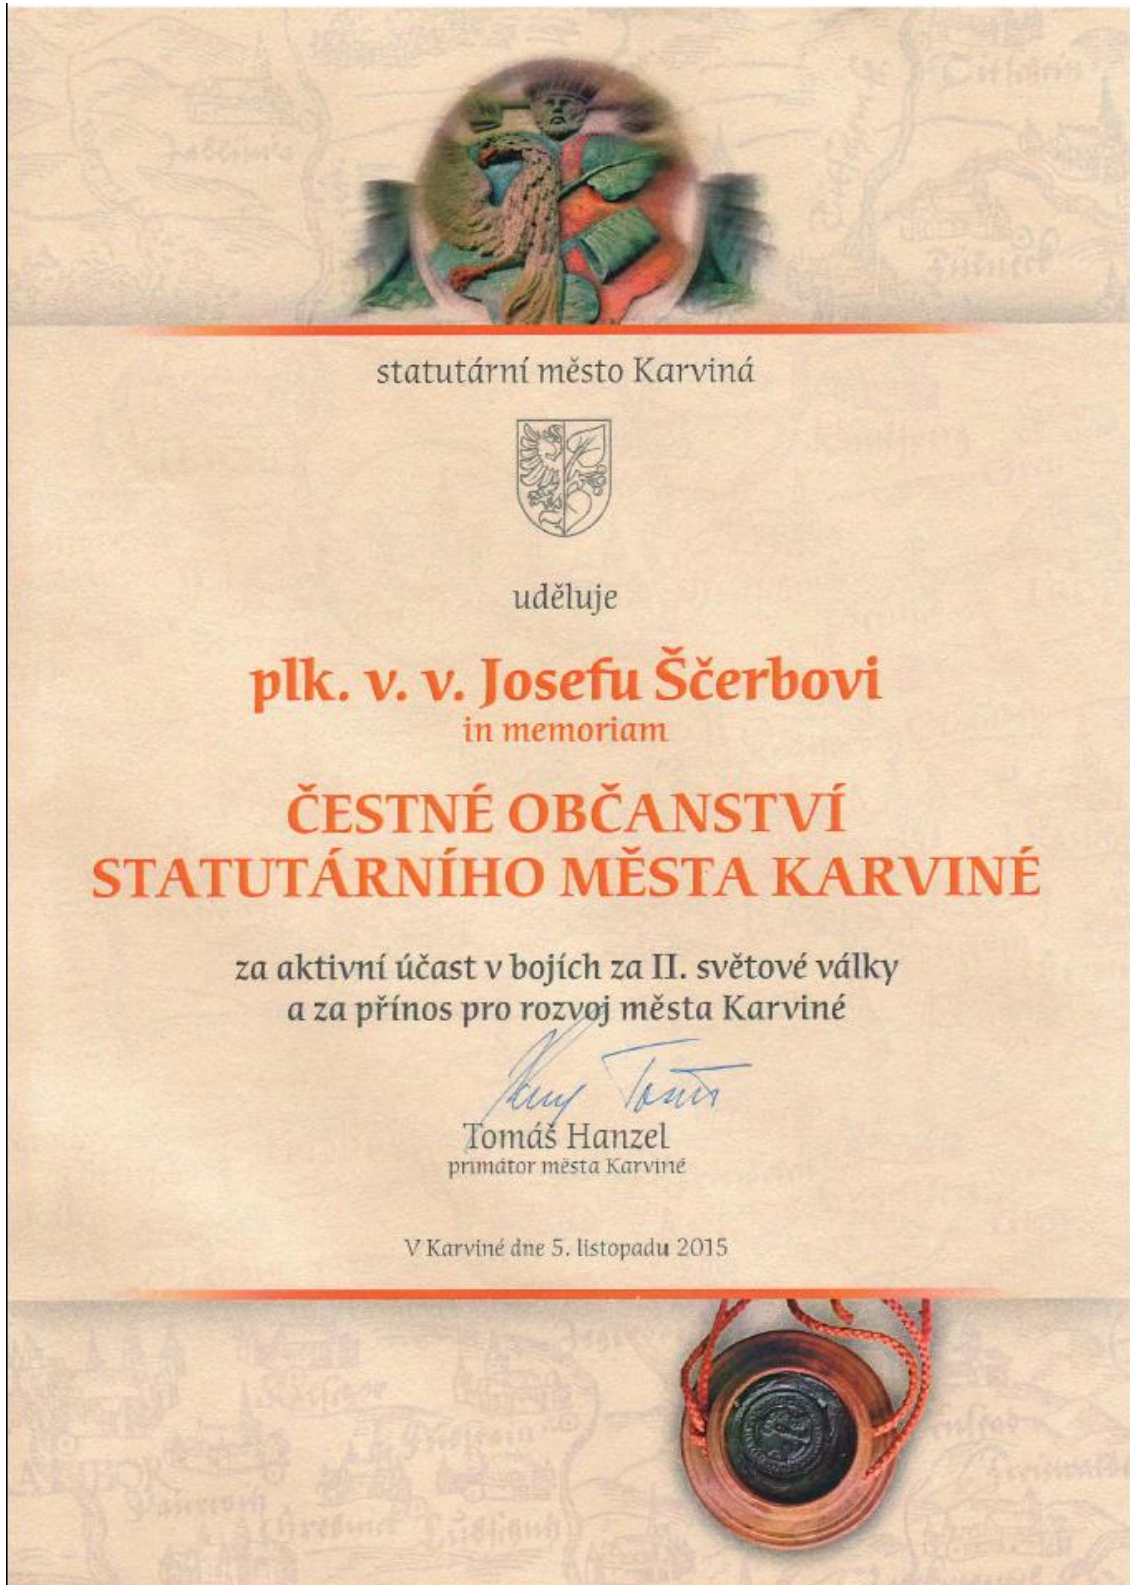 statutární město Karviná
uděluje
plk. v. v. Josefu Ščerbovi
in memoriam
ČESTNÉ OBČANSTVÍ
STATUTÁRNÍHO MĚSTA KARVINÉ
za aktivní účast v bojích za II. světové války
a za přínos pro rozvoj města Karviné
Tomáš Hanzel
primátor města Karviné
V Karviné dne 5. listopadu 2015